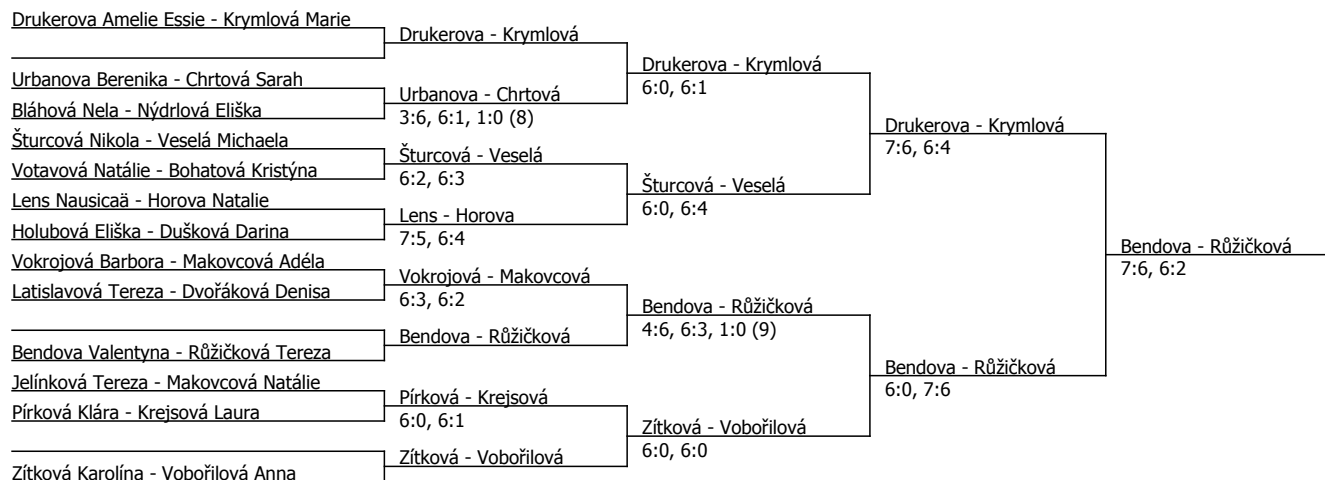 Drukerova Amelie Essie - Krymlová Marie
Urbanova Berenika - Chrtová Sarah
Bláhová Nela - Nýdrlová Eliška
Šturcová Nikola - Veselá Michaela
Votavová Natálie - Bohatová Kristýna
Lens Nausicaä - Horova Natalie
Holubová Eliška - Dušková Darina
Vokrojová Barbora - Makovcová Adéla
Latislavová Tereza - Dvořáková Denisa
Bendova Valentyna - Růžičková Tereza
Jelínková Tereza - Makovcová Natálie
Pírková Klára - Krejsová Laura
Zítková Karolína - Vobořilová Anna
Drukerova - Krymlová
Urbanova - Chrtová
3:6, 6:1, 1:0 (8)
Šturcová - Veselá
6:2, 6:3
Lens - Horova
7:5, 6:4
Vokrojová - Makovcová
6:3, 6:2
Bendova - Růžičková
Pírková - Krejsová
6:0, 6:1
Zítková - Vobořilová
Drukerova - Krymlová
6:0, 6:1
Šturcová - Veselá
6:0, 6:4
Bendova - Růžičková
4:6, 6:3, 1:0 (9)
Zítková - Vobořilová
6:0, 6:0
Drukerova - Krymlová
7:6, 6:4
Bendova - Růžičková
6:0, 7:6
Bendova - Růžičková
7:6, 6:2